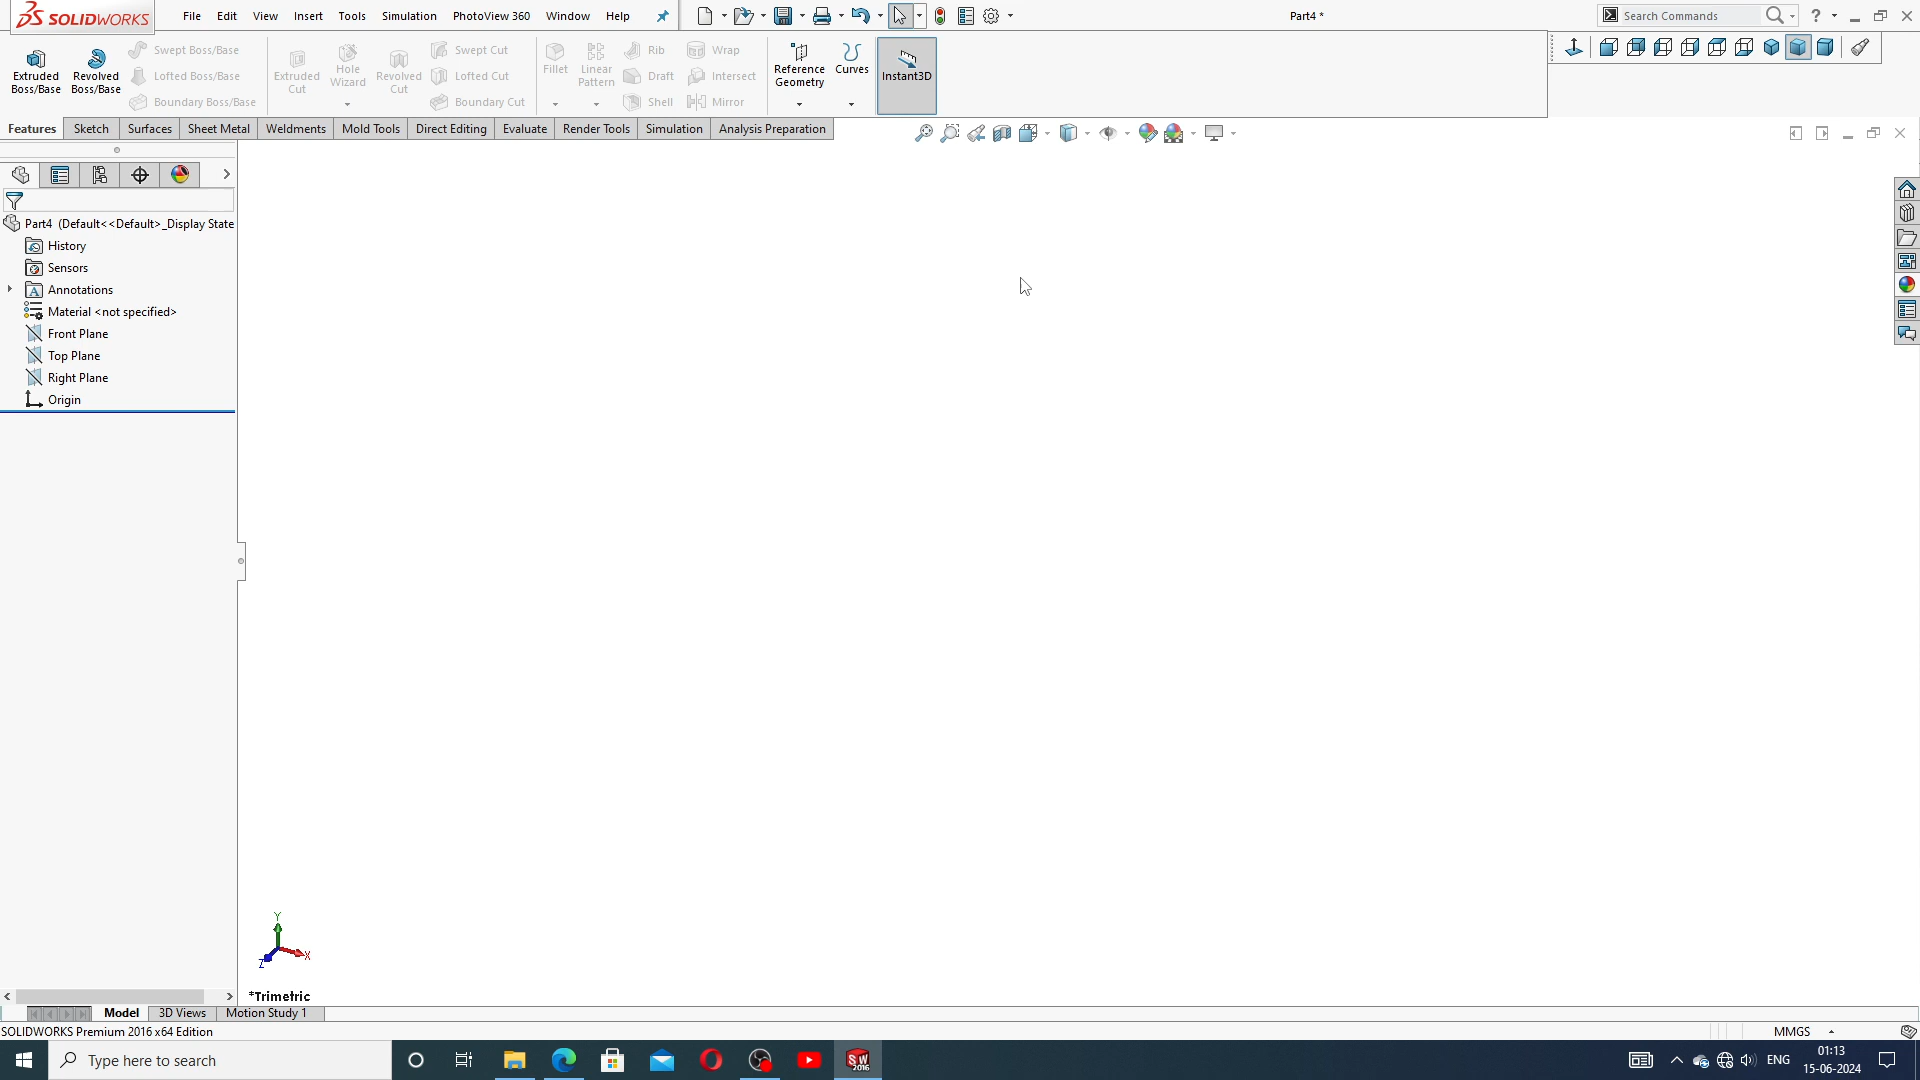 SOLIDWORKS
File Edit View Insert Tools Simulation PhotoView 360 Window Help
Part4 *
Search Commands
Extruded Boss/Base
Revolved Boss/Base
Swept Boss/Base
Lofted Boss/Base
Boundary Boss/Base
Extruded Cut
Hole Wizard
Revolved Cut
Swept Cut
Lofted Cut
Boundary Cut
Fillet
Linear Pattern
Rib
Draft
Shell
Wrap
Intersect
Mirror
Reference Geometry
Curves
Instant3D
Features Sketch Surfaces Sheet Metal Weldments Mold Tools Direct Editing Evaluate Render Tools Simulation Analysis Preparation
Part4 (Default<<Default>_Display State
History
Sensors
Annotations
Material <not specified>
Front Plane
Top Plane
Right Plane
Origin
Y
X
Z
*Trimetric
Model 3D Views Motion Study 1
SOLIDWORKS Premium 2016 x64 Edition
MMGS
Type here to search
SW 2016
ENG
01:13
15-06-2024